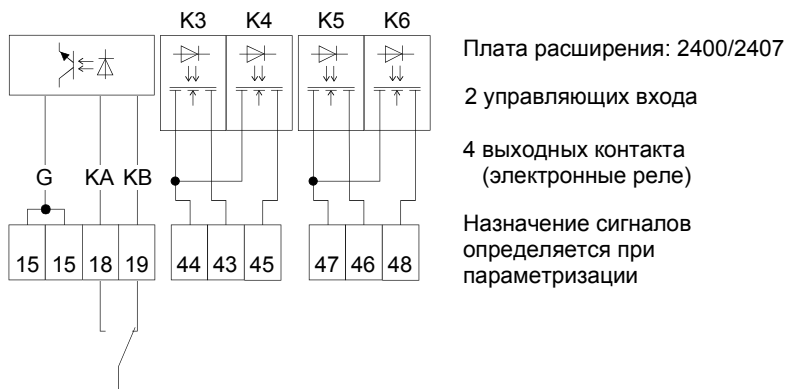 K3 K4 K5 K6
Плата расширения: 2400/2407
2 управляющих входа
4 выходных контакта
(электронные реле)
G KA KB
Назначение сигналов
определяется при
параметризации
15 15 18 19 44 43 45 47 46 48